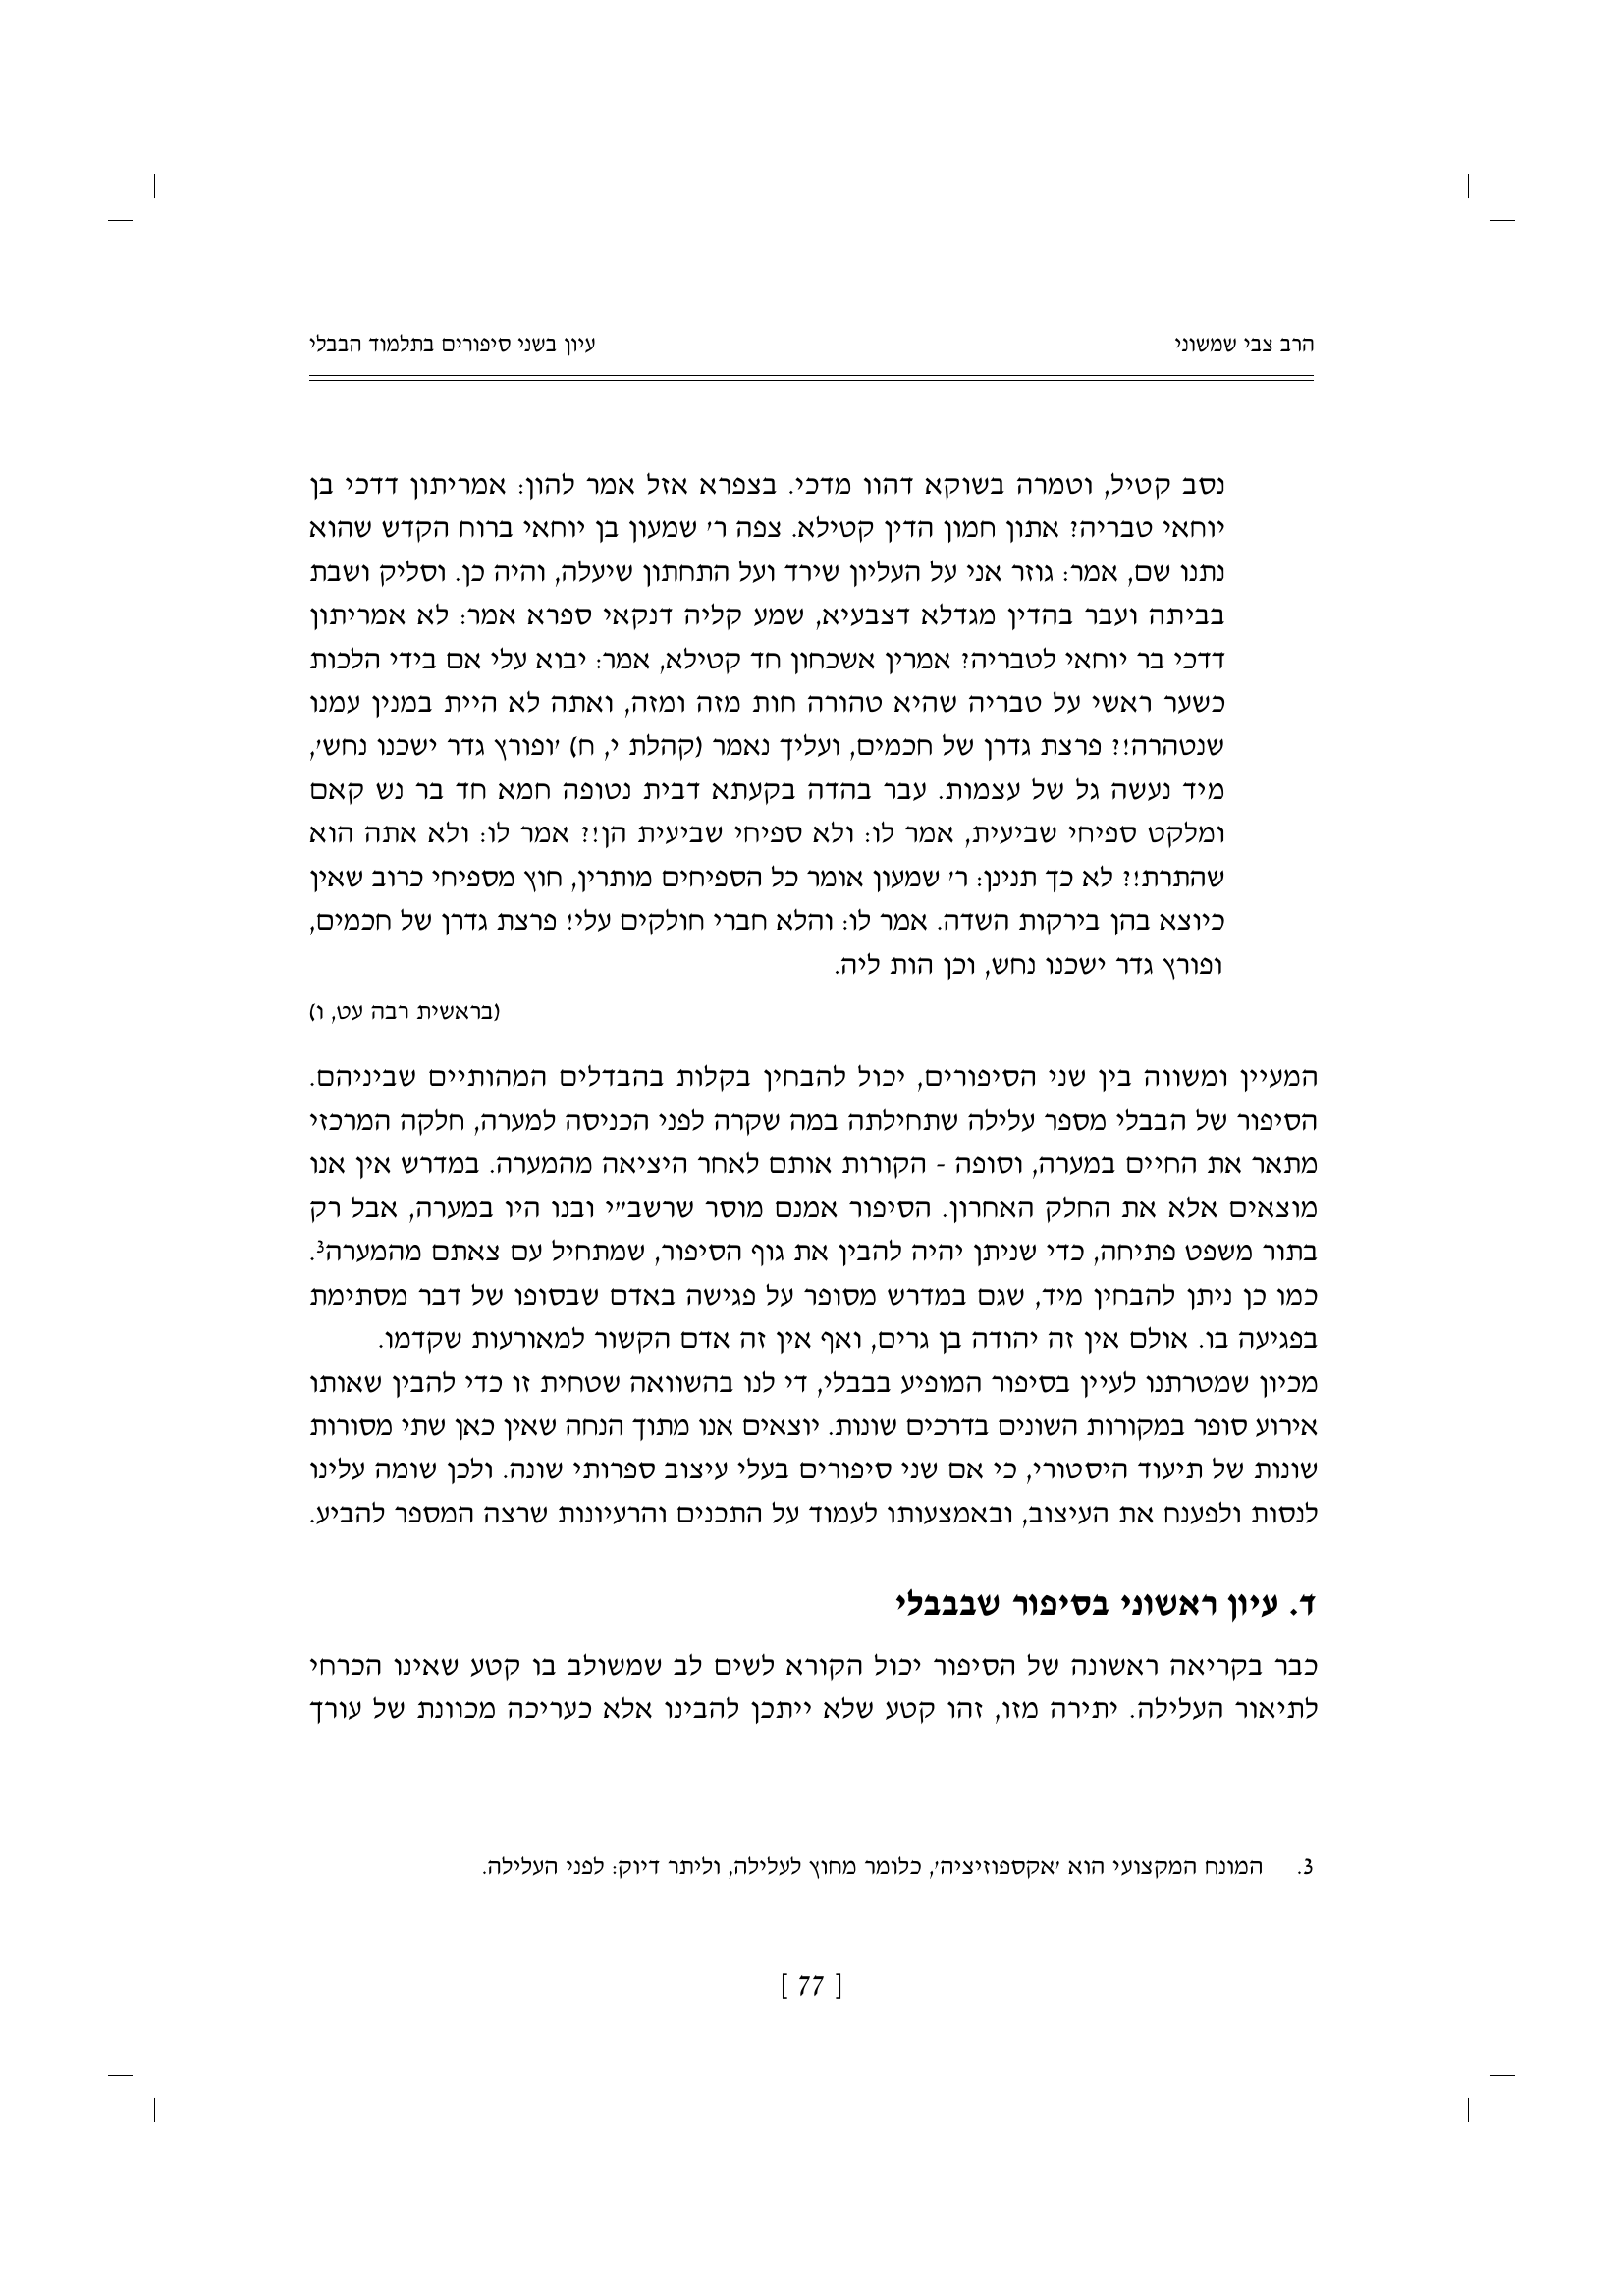 הרב צבי שמשוני
עיון בשני סיפורים בתלמוד הבבלי
נסב קטיל, וטמרה בשוקא דהוו מדכי. בצפרא אזל אמר להון: אמריתון דדכי בן
יוחאי טבריה? אתון חמון הדין קטילא. צפה ר' שמעון בן יוחאי ברוח הקדש שהוא
נתנו שם, אמר: גוזר אני על העליון שירד ועל התחתון שיעלה, והיה כן. וסליק ושבת
בביתה ועבר בהדין מגדלא דצבעיא, שמע קליה דנקאי ספרא אמר: לא אמריתון
דדכי בר יוחאי לטבריה? אמרין אשכחון חד קטילא, אמר: יבוא עלי אם בידי הלכות
כשער ראשי על טבריה שהיא טהורה חות מזה ומזה, ואתה לא היית במנין עמנו
שנטהרה!? פרצת גדרן של חכמים, ועליך נאמר (קהלת י, ח) 'ופורץ גדר ישכנו נחש',
מיד נעשה גל של עצמות. עבר בהדה בקעתא דבית נטופה חמא חד בר נש קאם
ומלקט ספיחי שביעית, אמר לו: ולא ספיחי שביעית הן!? אמר לו: ולא אתה הוא
שהתרת!? לא כך תנינן: ר' שמעון אומר כל הספיחים מותרין, חוץ מספיחי כרוב שאין
כיוצא בהן בירקות השדה. אמר לו: והלא חברי חולקים עלי! פרצת גדרן של חכמים,
ופורץ גדר ישכנו נחש, וכן הות ליה.
(בראשית רבה עט, ו)
המעיין ומשווה בין שני הסיפורים, יכול להבחין בקלות בהבדלים המהותיים שביניהם.
הסיפור של הבבלי מספר עלילה שתחילתה במה שקרה לפני הכניסה למערה, חלקה המרכזי
מתאר את החיים במערה, וסופה - הקורות אותם לאחר היציאה מהמערה. במדרש אין אנו
מוצאים אלא את החלק האחרון. הסיפור אמנם מוסר שרשב"י ובנו היו במערה, אבל רק
בתור משפט פתיחה, כדי שניתן יהיה להבין את גוף הסיפור, שמתחיל עם צאתם מהמערה³.
כמו כן ניתן להבחין מיד, שגם במדרש מסופר על פגישה באדם שבסופו של דבר מסתימת
בפגיעה בו. אולם אין זה יהודה בן גרים, ואף אין זה אדם הקשור למאורעות שקדמו.
מכיון שמטרתנו לעיין בסיפור המופיע בבבלי, די לנו בהשוואה שטחית זו כדי להבין שאותו
אירוע סופר במקורות השונים בדרכים שונות. יוצאים אנו מתוך הנחה שאין כאן שתי מסורות
שונות של תיעוד היסטורי, כי אם שני סיפורים בעלי עיצוב ספרותי שונה. ולכן שומה עלינו
לנסות ולפענח את העיצוב, ובאמצעותו לעמוד על התכנים והרעיונות שרצה המספר להביע.
ד. עיון ראשוני בסיפור שבבבלי
כבר בקריאה ראשונה של הסיפור יכול הקורא לשים לב שמשולב בו קטע שאינו הכרחי
לתיאור העלילה. יתירה מזו, זהו קטע שלא ייתכן להבינו אלא כעריכה מכוונת של עורך
3. המונח המקצועי הוא 'אקספוזיציה', כלומר מחוץ לעלילה, וליתר דיוק: לפני העלילה.
[ 77 ]